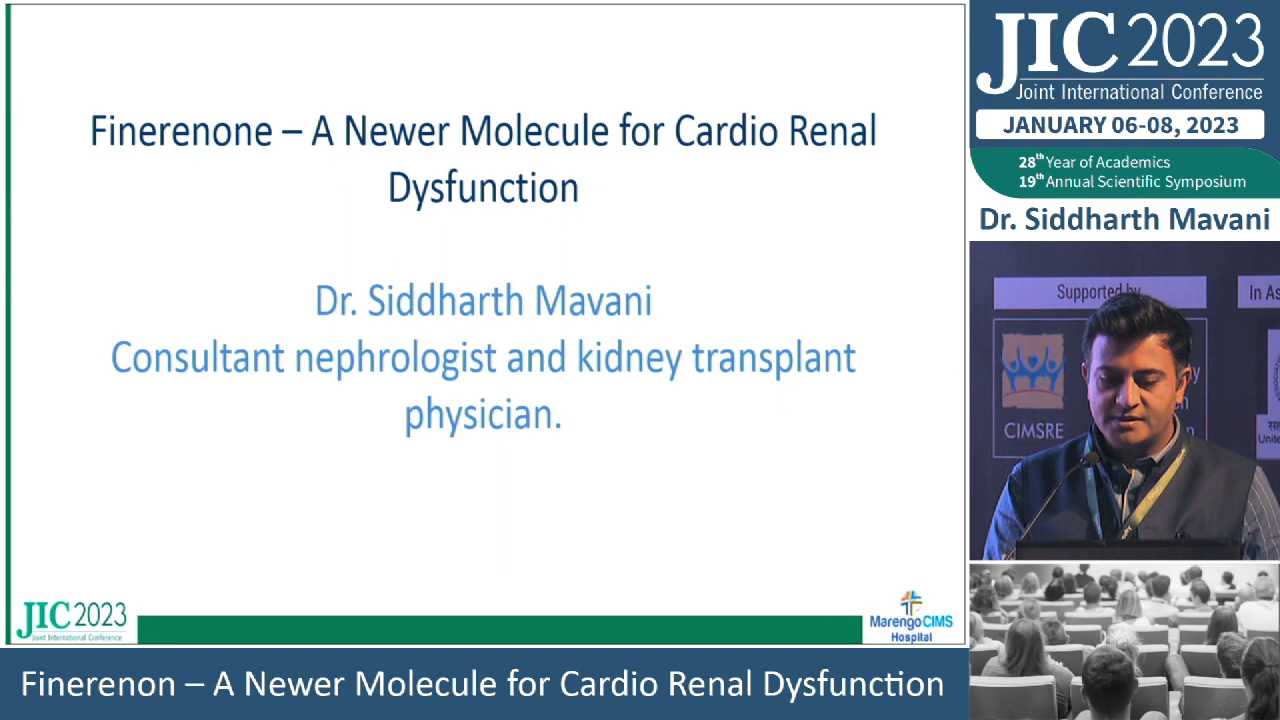 Finerenone – A Newer Molecule for Cardio Renal
Dysfunction
Dr. Siddharth Mavani
Consultant nephrologist and kidney transplant
physician.
JIC 2023
Joint International Conference
MarengoCIMS
Hospital
Finerenon – A Newer Molecule for Cardio Renal Dysfunction
JIC 2023
Joint International Conference
JANUARY 06-08, 2023
28th Year of Academics
19th Annual Scientific Symposium
Dr. Siddharth Mavani
Supported by
In As
CIMSRE